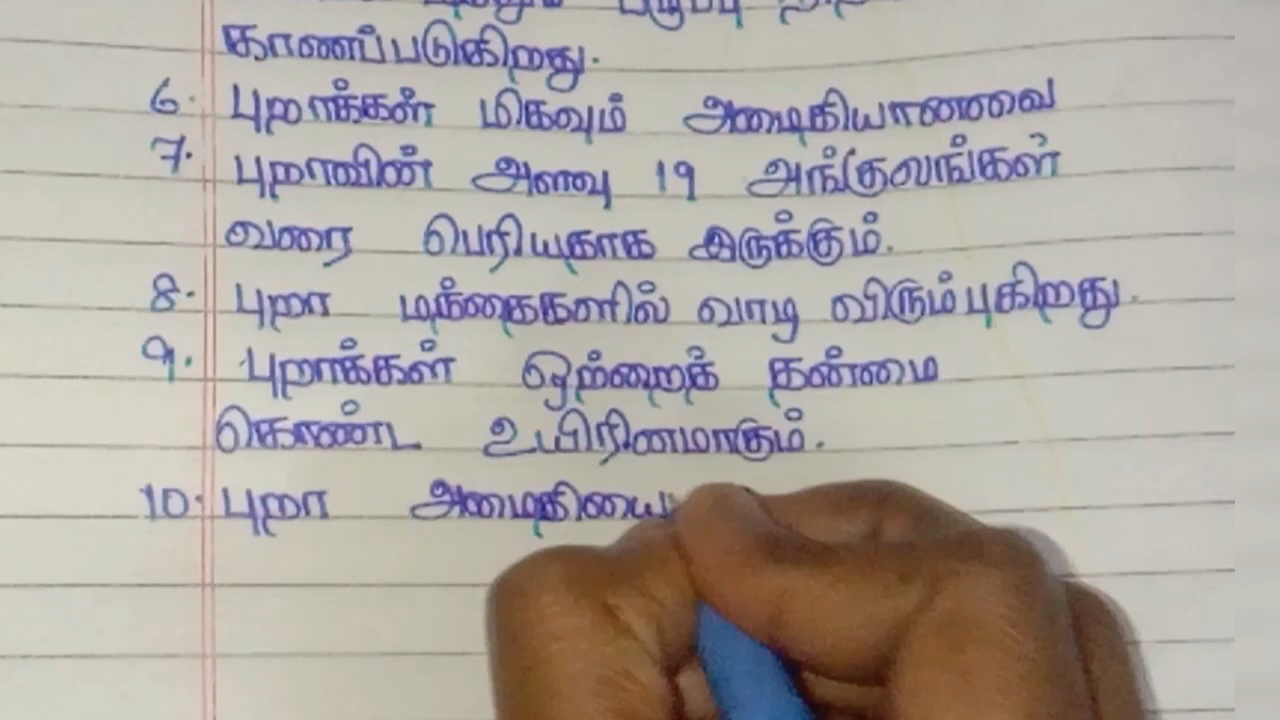 காணப்படுகிறது.
6. புறாக்கள் மிகவும் அமைதியானவை
7. புறாவின் அளவு 19 அங்குலங்கள்
வரை பெரியதாக இருக்கும்.
8. புறா மந்தைகளில் வாழ விரும்புகிறது.
9. புறாக்கள் ஒற்றைத் தன்மை
கொண்ட உயிரினமாகும்.
10. புறா அமைதியை